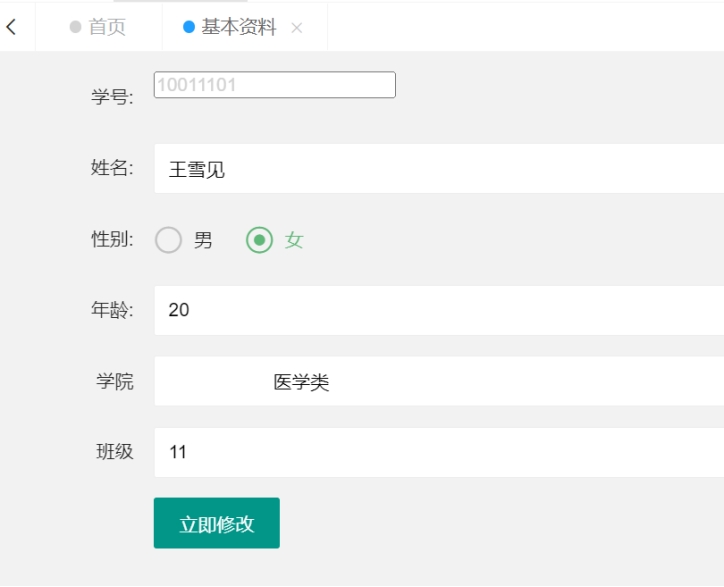 首页 基本资料
学号: 10011101
姓名: 王雪见
性别: 男 女
年龄: 20
学院 医学类
班级 11
立即修改